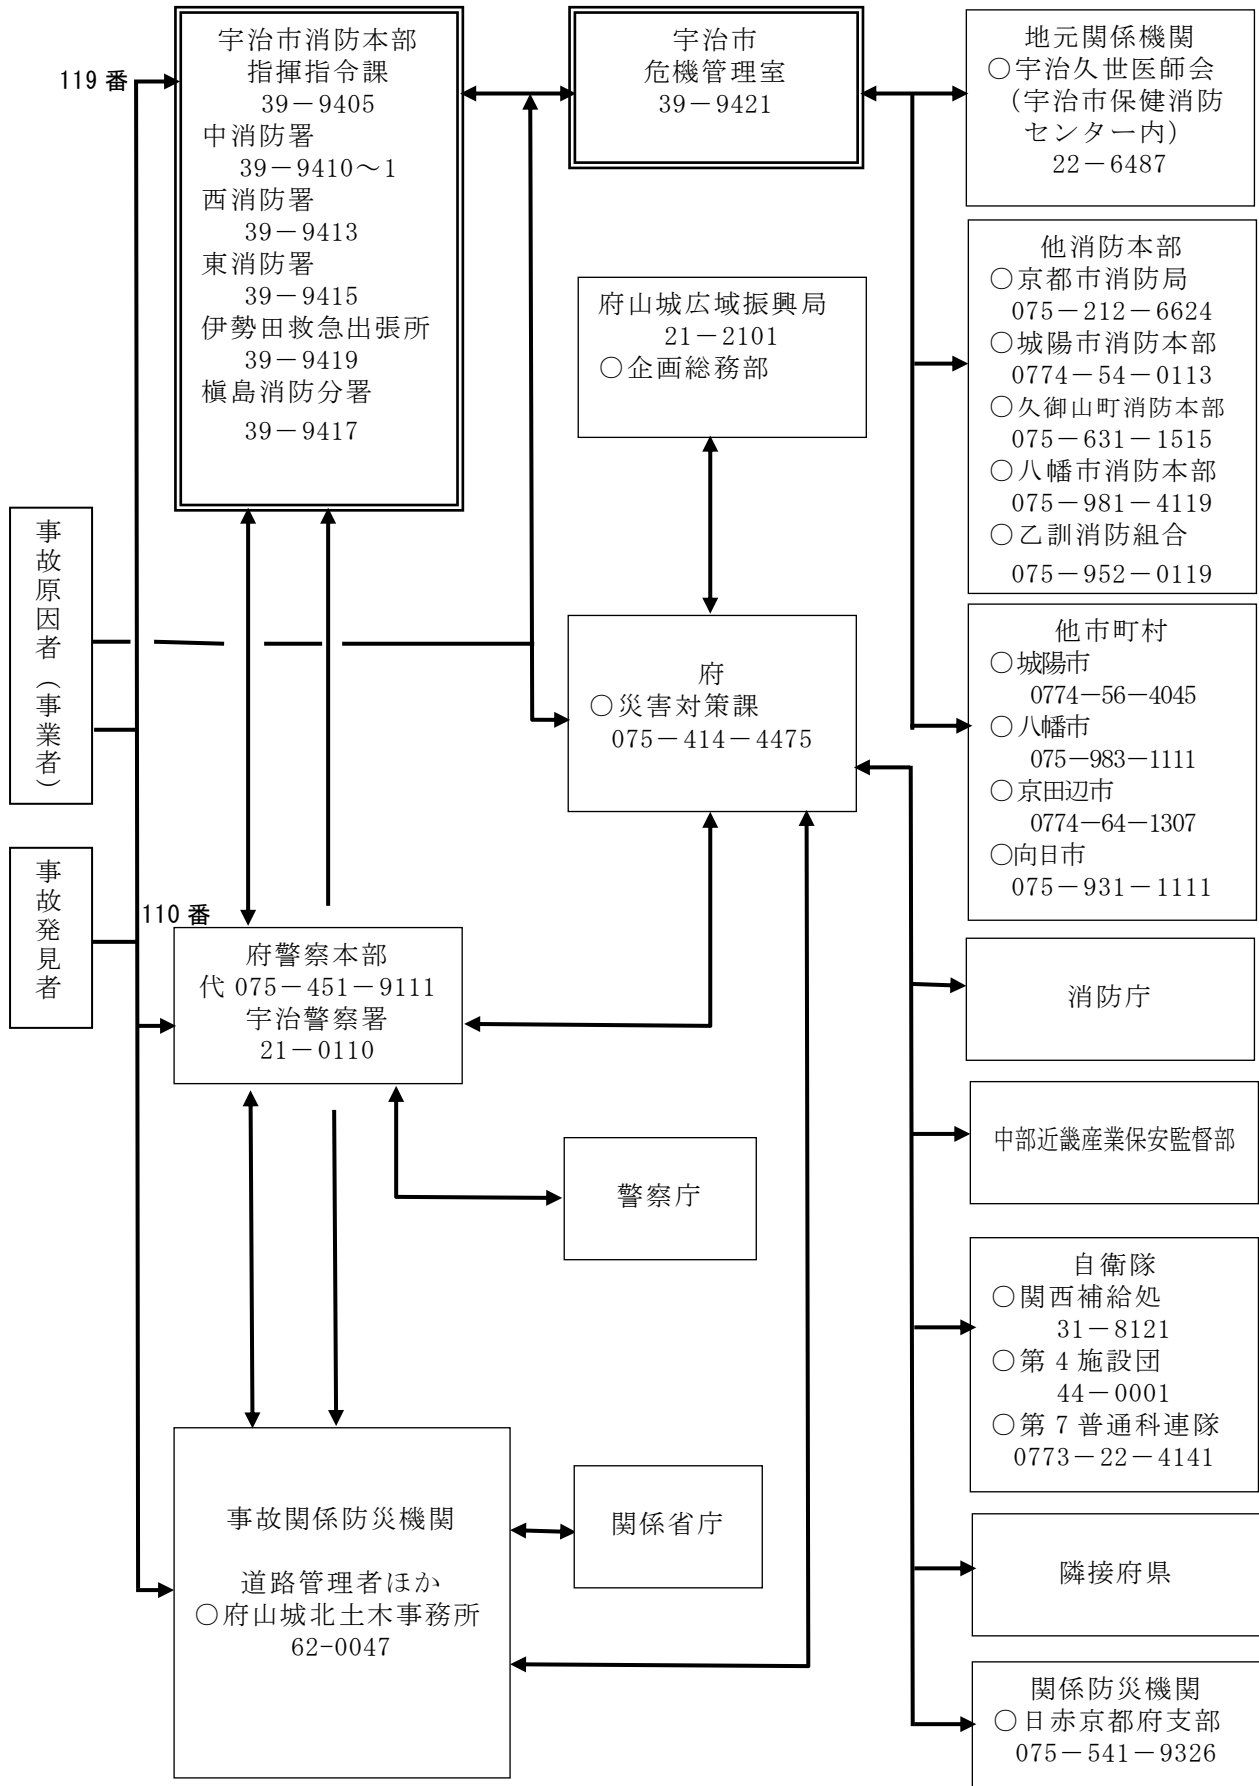 119 番
宇治市消防本部
指揮指令課
39－9405
中消防署
39－9410～1
西消防署
39－9413
東消防署
39－9415
伊勢田救急出張所
39－9419
槇島消防分署
39－9417
宇治市
危機管理室
39－9421
地元関係機関
○宇治久世医師会
（宇治市保健消防
センター内）
22－6487
府山城広域振興局
21－2101
○企画総務部
他消防本部
○京都市消防局
075－212－6624
○城陽市消防本部
0774－54－0113
○久御山町消防本部
075－631－1515
○八幡市消防本部
075－981－4119
○乙訓消防組合
075－952－0119
事故原因者（事業者）
府
○災害対策課
075－414－4475
他市町村
○城陽市
0774－56－4045
○八幡市
075－983－1111
○京田辺市
0774－64－1307
○向日市
075－931－1111
事故発見者
110 番
府警察本部
代 075－451－9111
宇治警察署
21－0110
消防庁
中部近畿産業保安監督部
警察庁
自衛隊
○関西補給処
31－8121
○第 4 施設団
44－0001
○第 7 普通科連隊
0773－22－4141
事故関係防災機関
道路管理者ほか
○府山城北土木事務所
62-0047
関係省庁
隣接府県
関係防災機関
○日赤京都府支部
075－541－9326